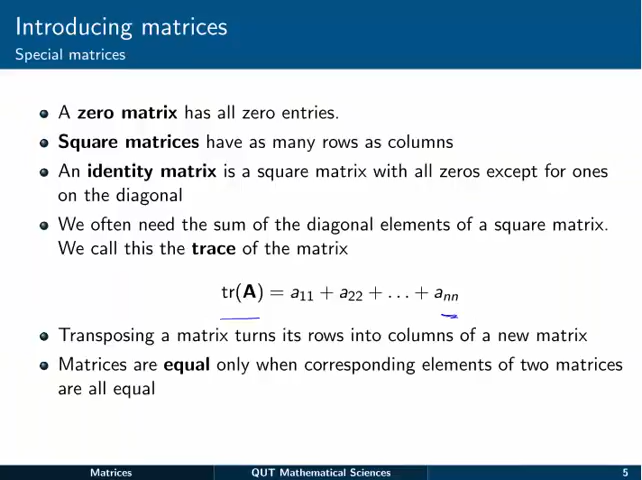 Introducing matrices
Special matrices
A zero matrix has all zero entries.
Square matrices have as many rows as columns
An identity matrix is a square matrix with all zeros except for ones
on the diagonal
We often need the sum of the diagonal elements of a square matrix.
We call this the trace of the matrix
tr(A) = a₁₁ + a₂₂ + . . . + aₙₙ
Transposing a matrix turns its rows into columns of a new matrix
Matrices are equal only when corresponding elements of two matrices
are all equal
Matrices QUT Mathematical Sciences 5